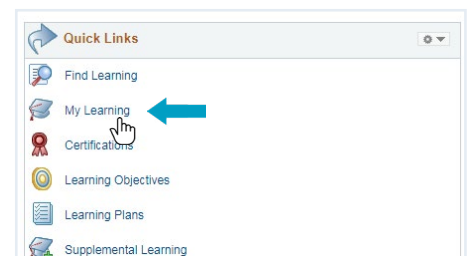 Quick Links
Find Learning
My Learning
Certifications
Learning Objectives
Learning Plans
Supplemental Learning